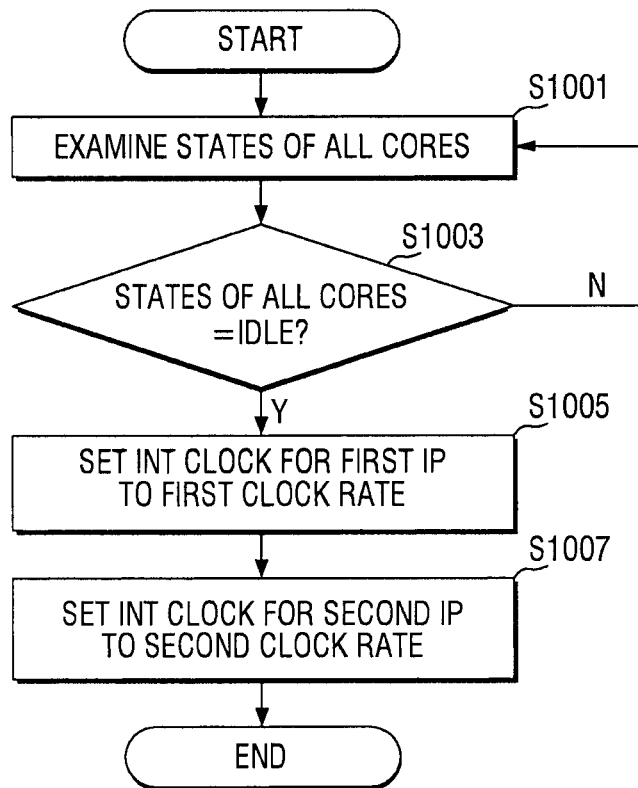 START
S1001
EXAMINE STATES OF ALL CORES
S1003
STATES OF ALL CORES
=IDLE?
N
Y
S1005
SET INT CLOCK FOR FIRST IP
TO FIRST CLOCK RATE
S1007
SET INT CLOCK FOR SECOND IP
TO SECOND CLOCK RATE
END